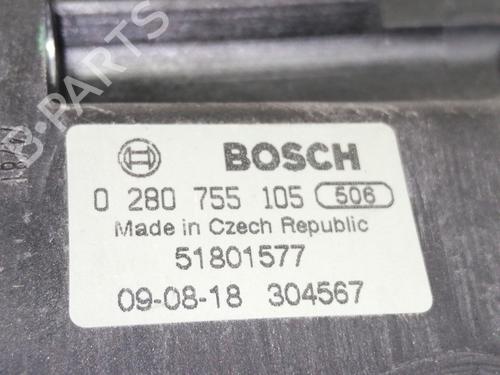 B-PARTS
BOSCH
0 280 755 105 506
Made in Czech Republic
51801577
09-08-18 304567